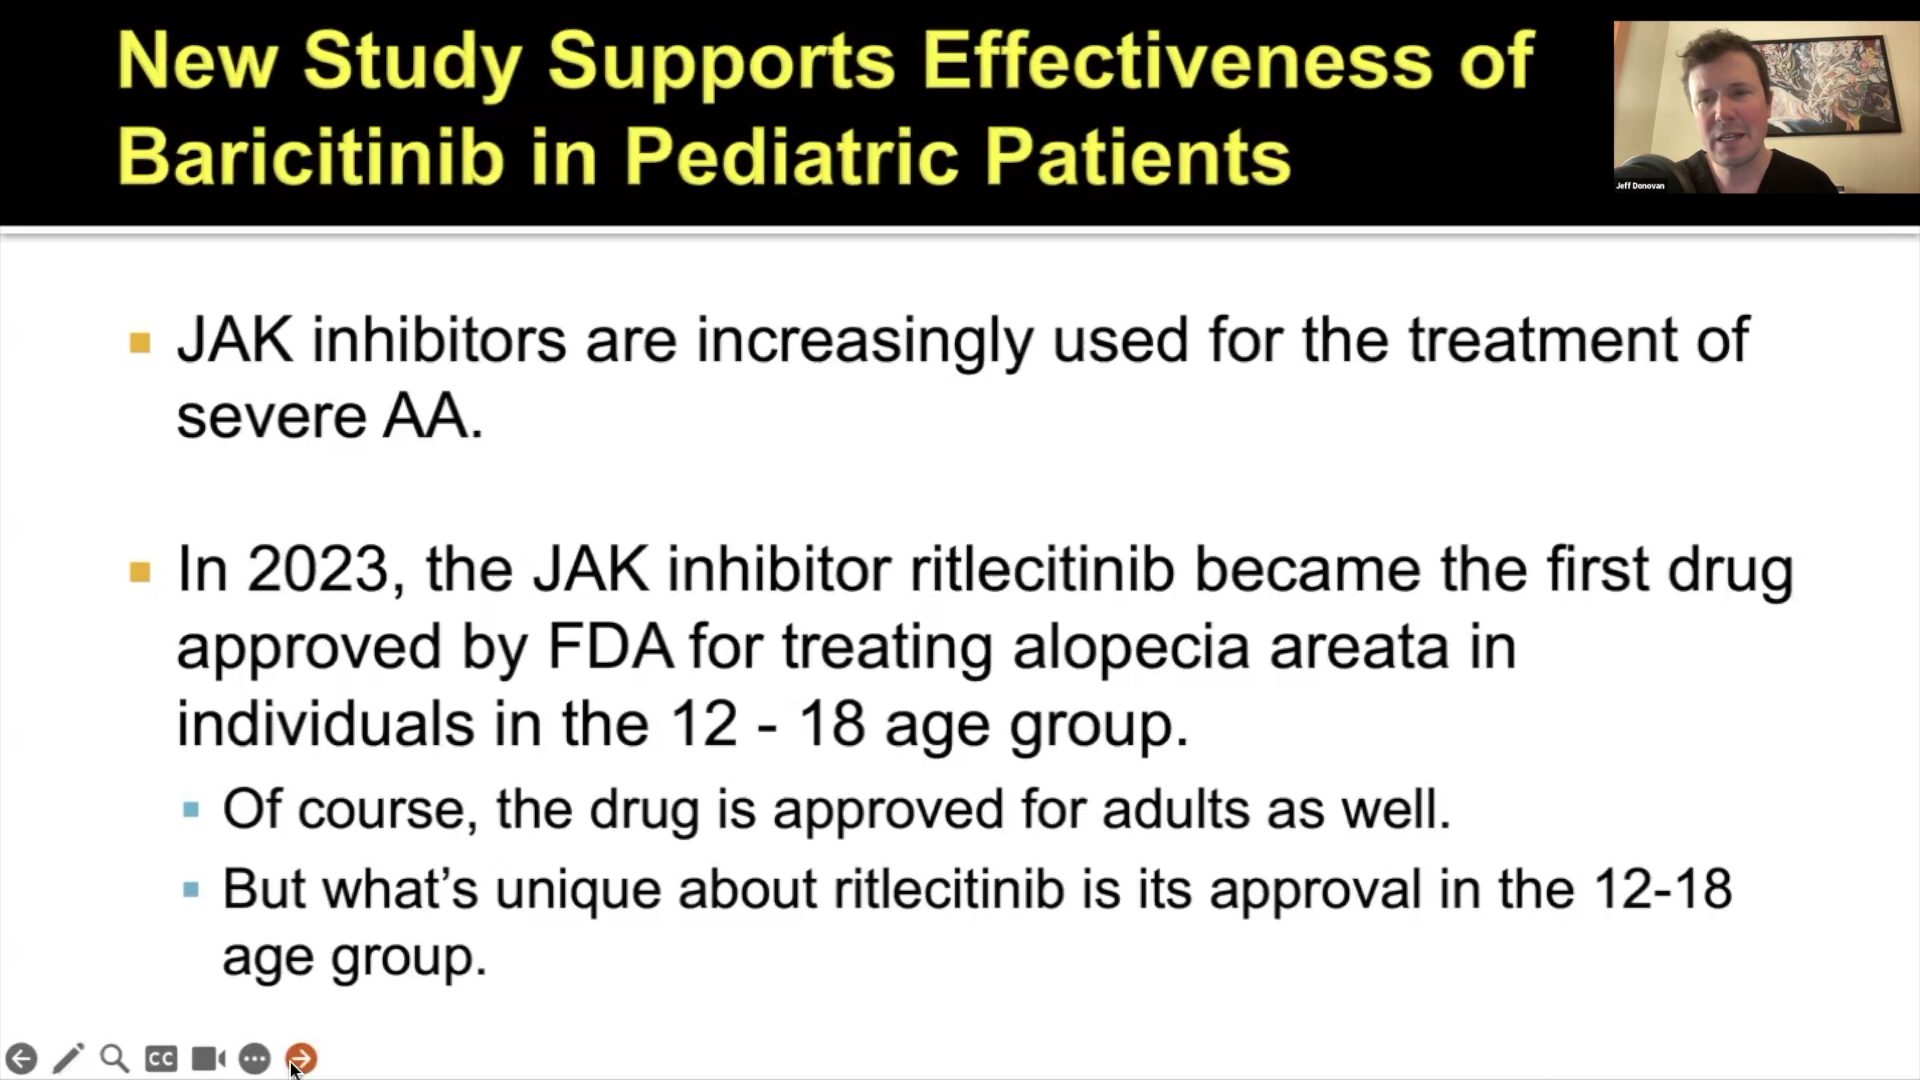 New Study Supports Effectiveness of
Baricitinib in Pediatric Patients
Jeff Donovan
JAK inhibitors are increasingly used for the treatment of
severe AA.
In 2023, the JAK inhibitor ritlecitinib became the first drug
approved by FDA for treating alopecia areata in
individuals in the 12 - 18 age group.
Of course, the drug is approved for adults as well.
But what’s unique about ritlecitinib is its approval in the 12-18
age group.
CC